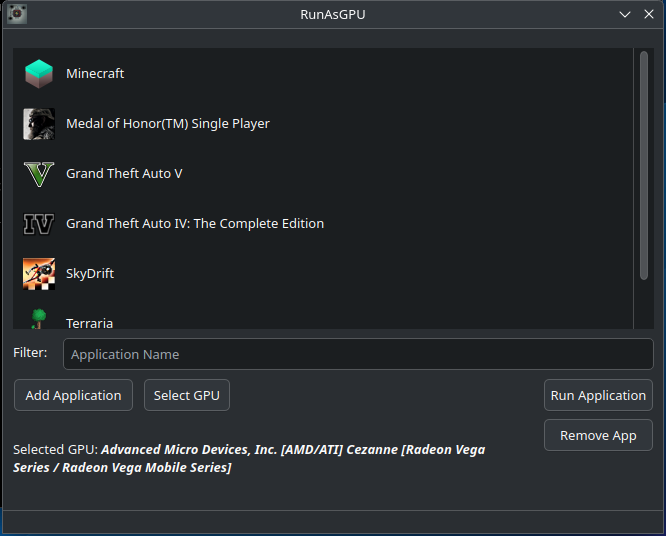 RunAsGPU
Minecraft
Medal of Honor(TM) Single Player
Grand Theft Auto V
Grand Theft Auto IV: The Complete Edition
SkyDrift
Terraria
Filter:
Application Name
Add Application
Select GPU
Run Application
Remove App
Selected GPU: Advanced Micro Devices, Inc. [AMD/ATI] Cezanne [Radeon Vega
Series / Radeon Vega Mobile Series]